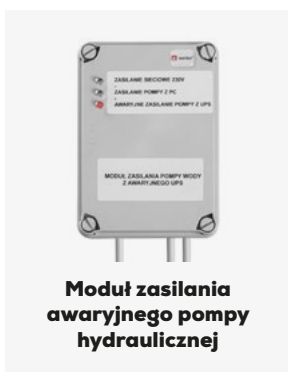 ZASILANIE SIECIOWE 230V
ZASILANIE POMPY Z PC
AWARYJNE ZASILANIE POMPY Z UPS
MODUŁ ZASILANIA POMPY WODY
Z AWARYJNEGO UPS
Moduł zasilania
awaryjnego pompy
hydraulicznej